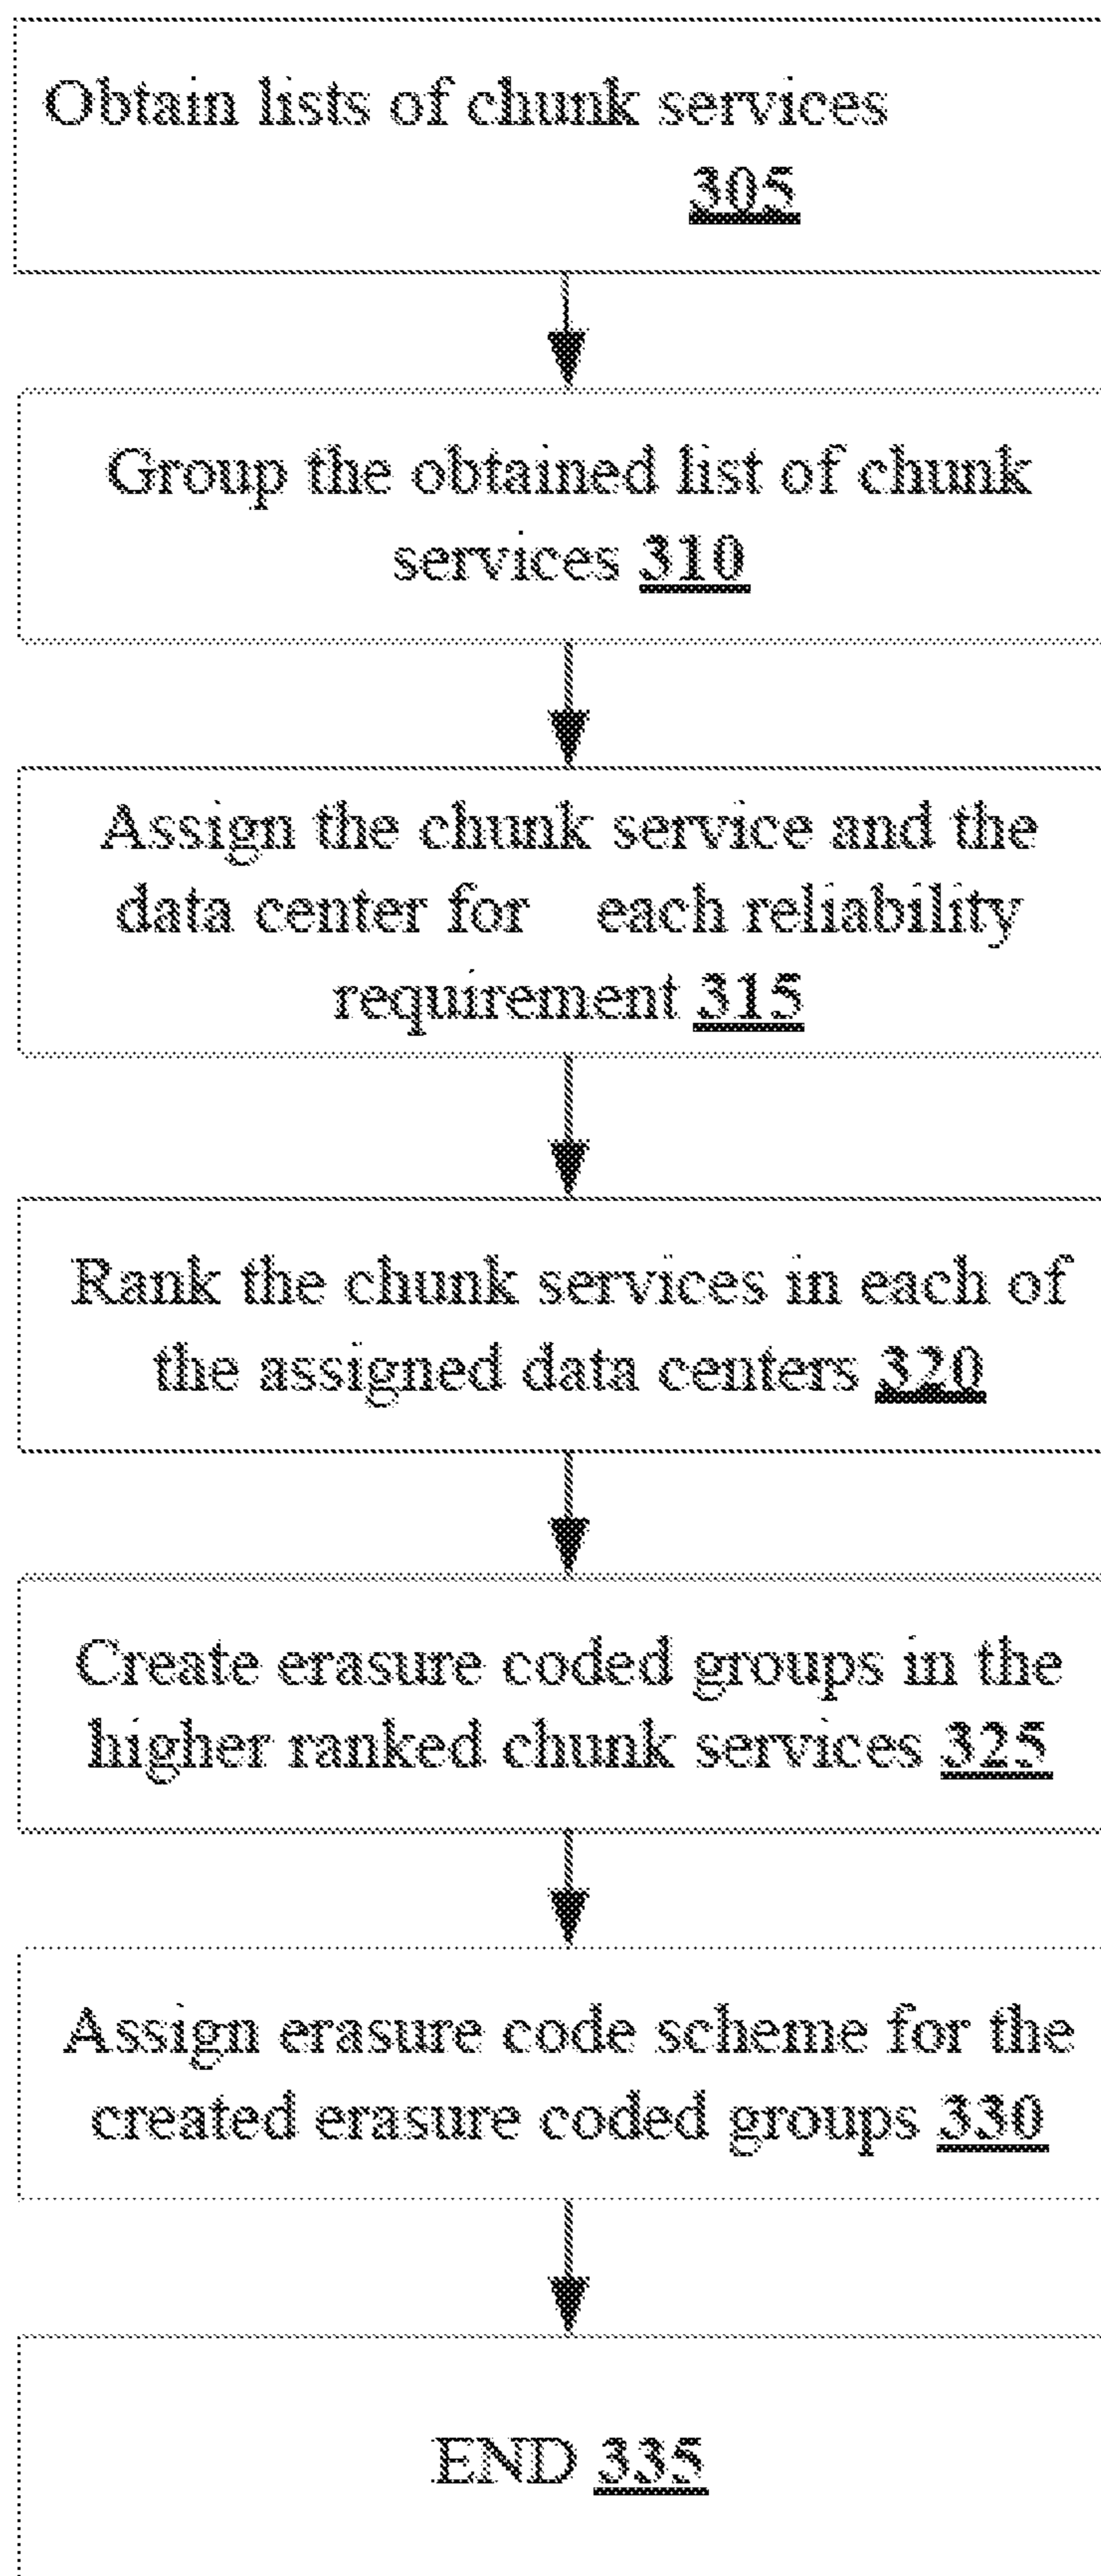 Obtain lists of chunk services
305
Group the obtained list of chunk
services 310
Assign the chunk service and the
data center for each reliability
requirement 315
Rank the chunk services in each of
the assigned data centers 320
Create erasure coded groups in the
higher ranked chunk services 325
Assign erasure code scheme for the
created erasure coded groups 330
END 335